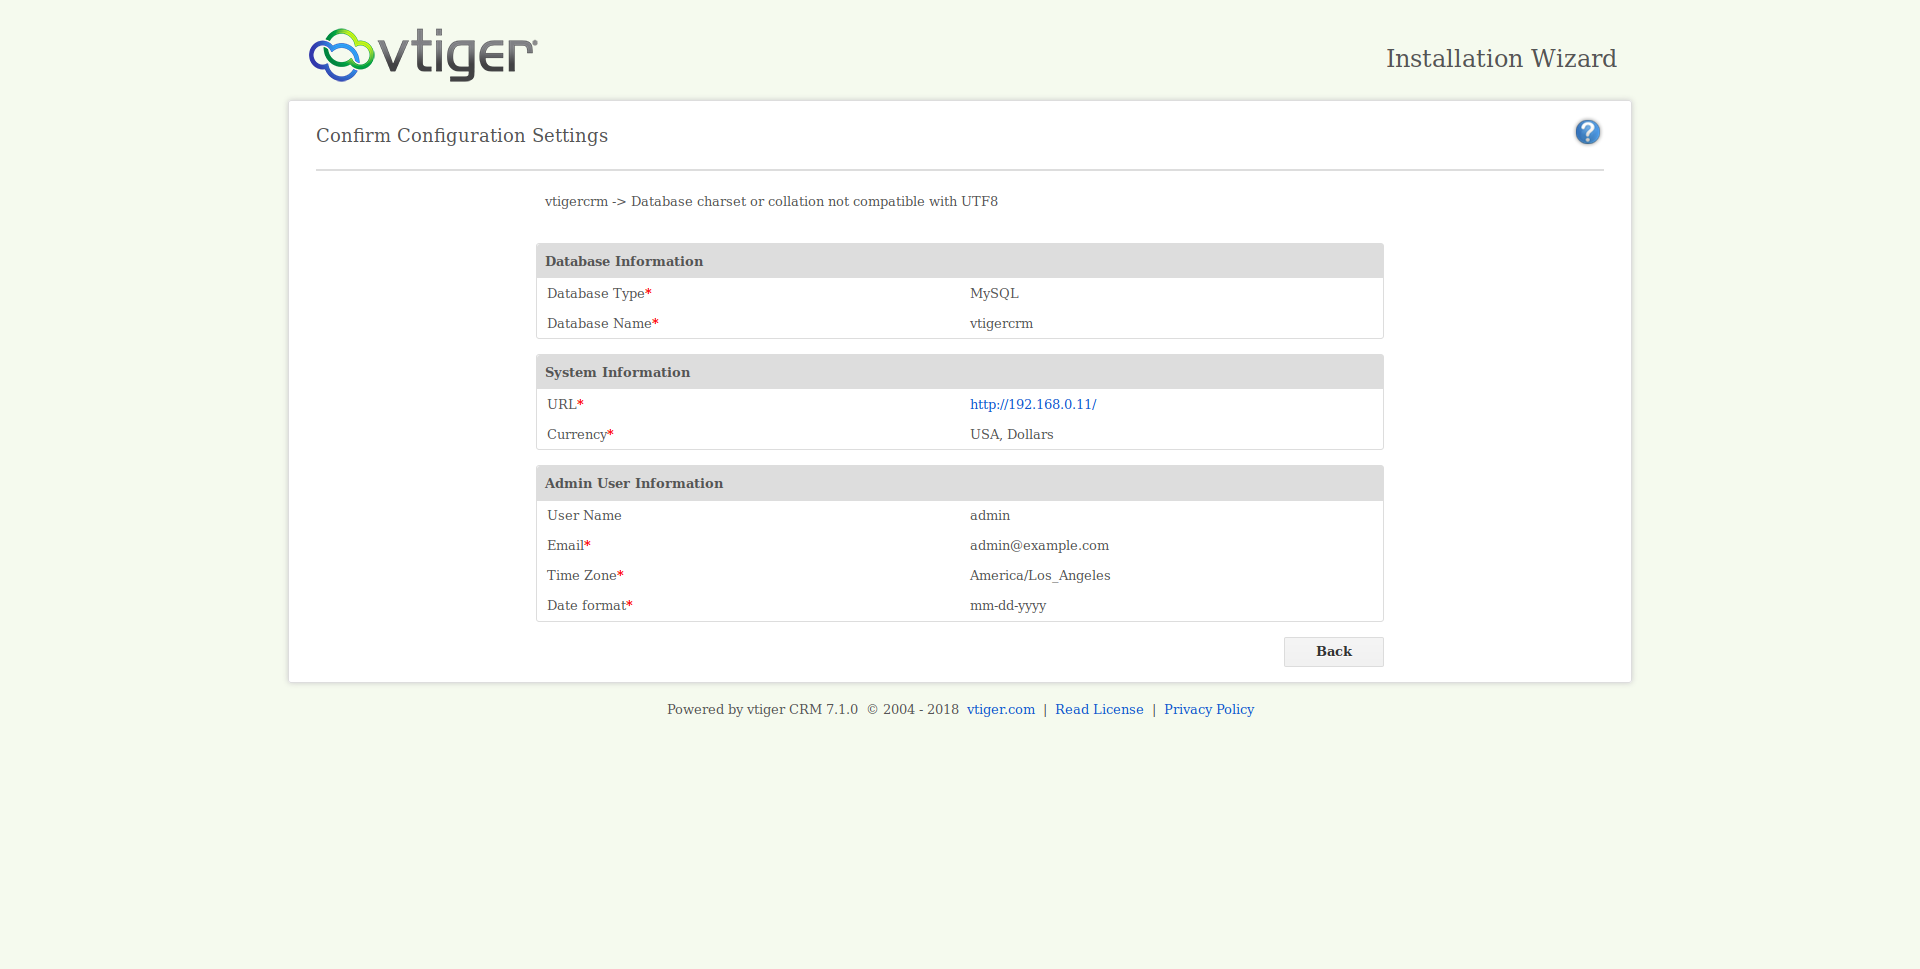 vtiger®
Installation Wizard
Confirm Configuration Settings
?
vtigercrm -> Database charset or collation not compatible with UTF8
Database Information
Database Type* MySQL
Database Name* vtigercrm
System Information
URL* http://192.168.0.11/
Currency* USA, Dollars
Admin User Information
User Name admin
Email* admin@example.com
Time Zone* America/Los_Angeles
Date format* mm-dd-yyyy
Back
Powered by vtiger CRM 7.1.0 © 2004 - 2018 vtiger.com | Read License | Privacy Policy